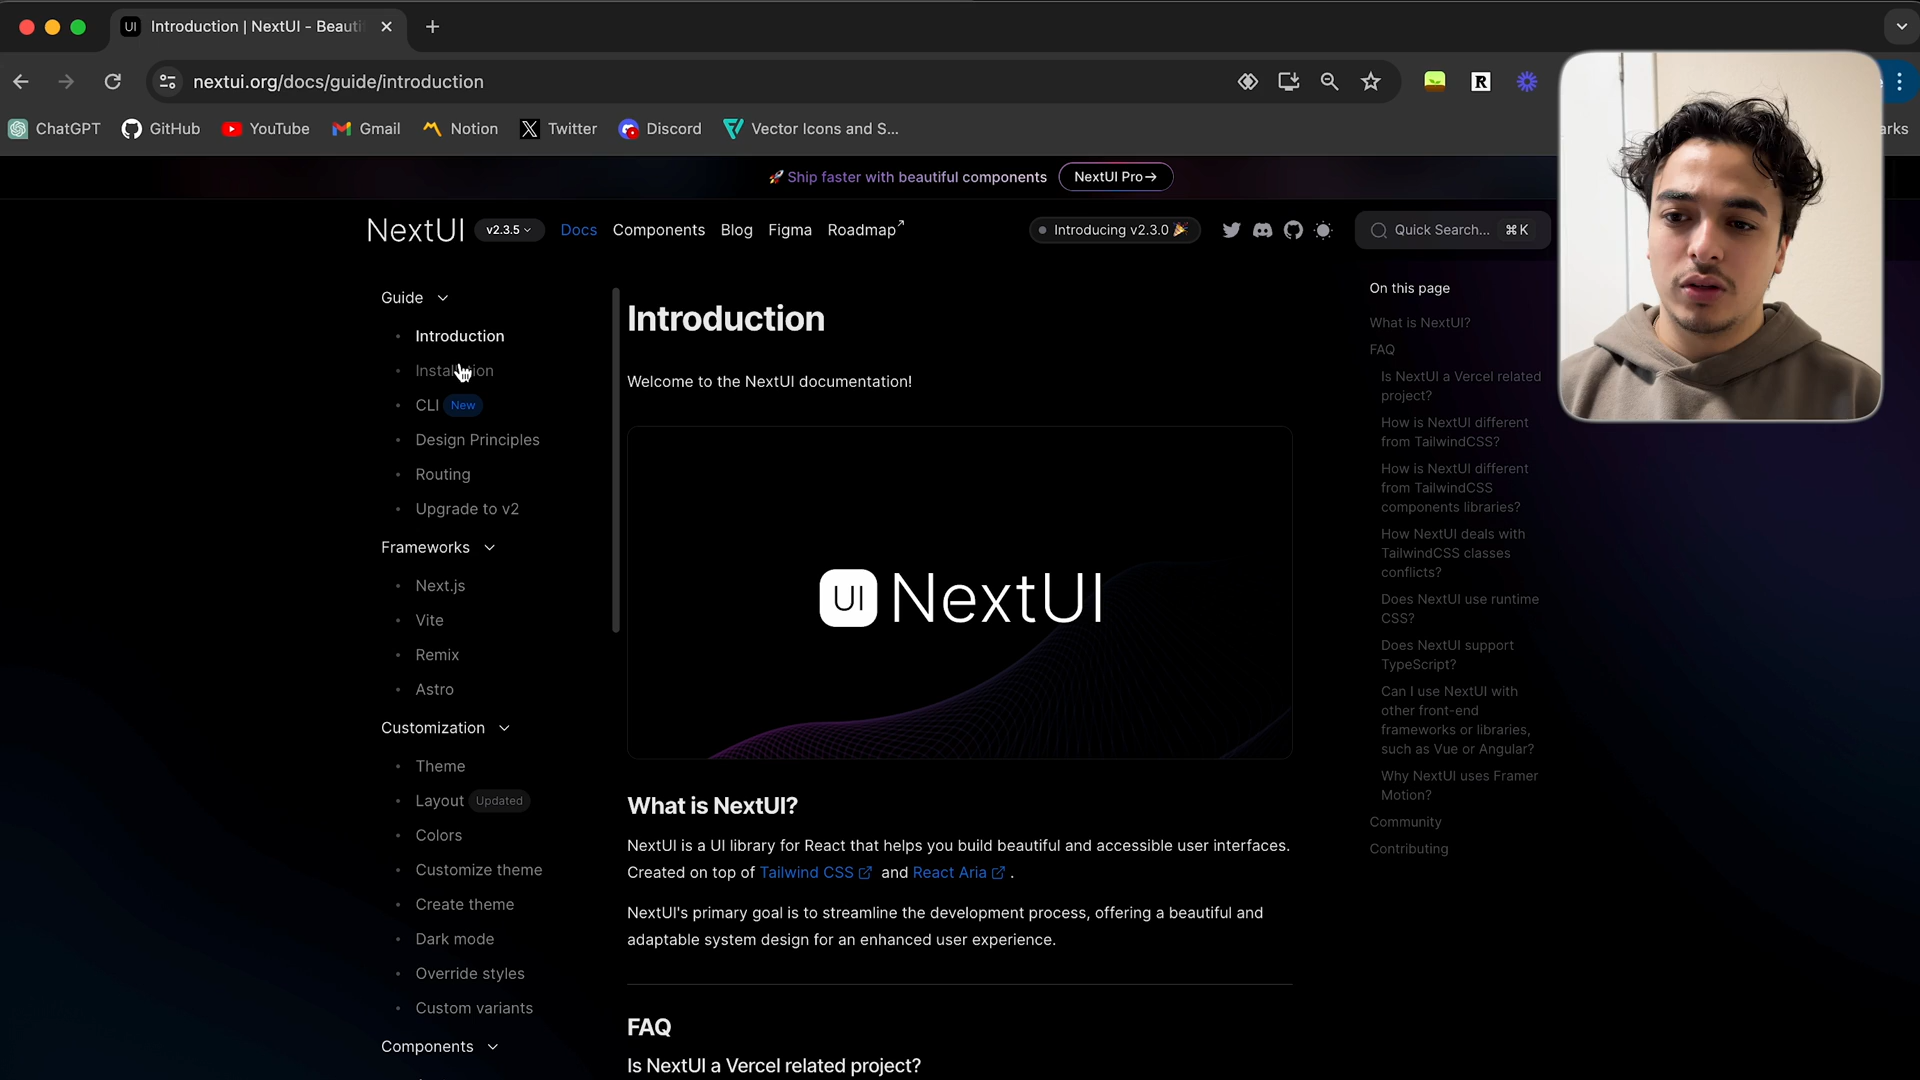 UI Introduction | NextUI - Beauti
nextui.org/docs/guide/introduction
ChatGPT GitHub YouTube Gmail Notion Twitter Discord Vector Icons and S...
🚀 Ship faster with beautiful components NextUI Pro→
NextUI v2.3.5 Docs Components Blog Figma Roadmap↗ Introducing v2.3.0 🎉 Quick Search... ⌘K
Guide
Introduction
Installation
CLI New
Design Principles
Routing
Upgrade to v2
Frameworks
Next.js
Vite
Remix
Astro
Customization
Theme
Layout Updated
Colors
Customize theme
Create theme
Dark mode
Override styles
Custom variants
Components
Introduction
Welcome to the NextUI documentation!
UI NextUI
What is NextUI?
NextUI is a UI library for React that helps you build beautiful and accessible user interfaces.
Created on top of Tailwind CSS and React Aria .
NextUI's primary goal is to streamline the development process, offering a beautiful and
adaptable system design for an enhanced user experience.
FAQ
Is NextUI a Vercel related project?
On this page
What is NextUI?
FAQ
Is NextUI a Vercel related
project?
How is NextUI different
from TailwindCSS?
How is NextUI different
from TailwindCSS
components libraries?
How NextUI deals with
TailwindCSS classes
conflicts?
Does NextUI use runtime
CSS?
Does NextUI support
TypeScript?
Can I use NextUI with
other front-end
frameworks or libraries,
such as Vue or Angular?
Why NextUI uses Framer
Motion?
Community
Contributing